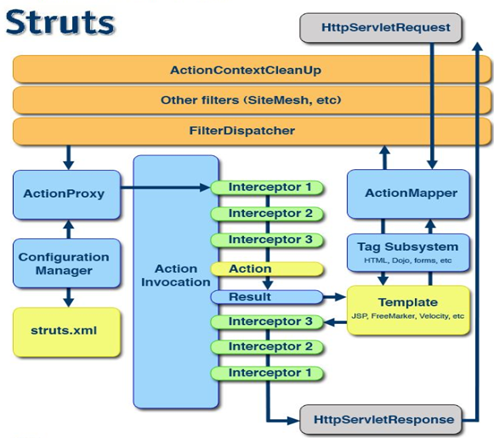 Struts
HttpServletRequest
ActionContextCleanUp
Other filters (SiteMesh, etc)
FilterDispatcher
ActionProxy
Configuration
Manager
struts.xml
Action
Invocation
Interceptor 1
Interceptor 2
Interceptor 3
Action
Result
Interceptor 3
Interceptor 2
Interceptor 1
ActionMapper
Tag Subsystem
HTML, Dojo, forms, etc
Template
JSP, FreeMarker, Velocity, etc
HttpServletResponse